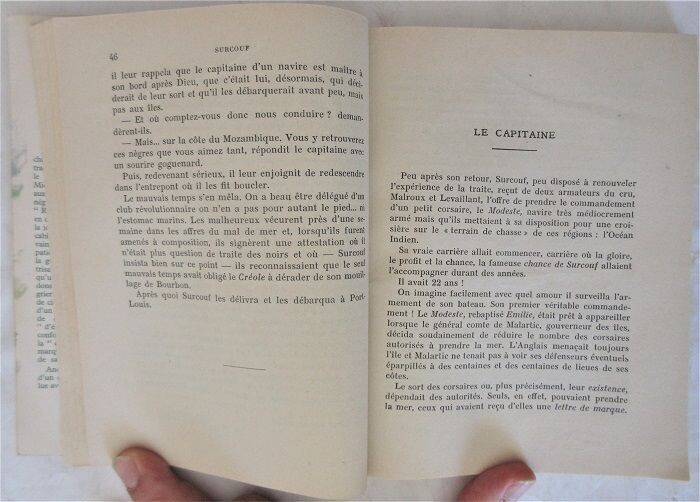 46
SURCOUF
il leur rappela que le capitaine d'un navire est maître à
son bord après Dieu, que c'était lui, désormais, qui déci-
derait de leur sort et qu'il les débarquerait avant peu, mais
pas aux îles.
— Et où comptez-vous donc nous conduire ? deman-
dèrent-ils.
— Mais... sur la côte du Mozambique. Vous y retrouverez
ces nègres que vous aimez tant, répondit le capitaine avec
un sourire goguenard.
Puis, redevenant sérieux, il leur enjoignit de redescendre
dans l'entrepont où il les fit boucler.
Le mauvais temps s'en mêla. On a beau être délégué d'un
club révolutionnaire on n'en a pas pour autant le pied... ni
l'estomac marins. Les malheureux vécurent près d'une se-
maine dans les affres du mal de mer et, lorsqu'ils furent
amenés à composition, ils signèrent une attestation où il
n'était plus question de traite des noirs et où — Surcouf
insista bien sur ce point — ils reconnaissaient que le seul
mauvais temps avait obligé le Créole à dérader de son mouil-
lage de Bourbon.
Après quoi Surcouf les délivra et les débarqua à Port-
Louis.
LE CAPITAINE
Peu après son retour, Surcouf, peu disposé à renouveler
l'expérience de la traite, reçut de deux armateurs du cru,
Malroux et Levaillant, l'offre de prendre le commandement
d'un petit corsaire, le Modeste, navire très médiocrement
armé mais qu'ils mettaient à sa disposition pour une croi-
sière sur le « terrain de chasse » de ces régions : l'Océan
Indien.
Sa vraie carrière allait commencer, carrière où la gloire,
le profit et la chance, la fameuse chance de Surcouf allaient
l'accompagner durant des années.
Il avait 22 ans !
On imagine facilement avec quel amour il surveilla l'ar-
mement de son bateau. Son premier véritable commande-
ment ! Le Modeste, rebaptisé Emilie, était prêt à appareiller
lorsque le général comte de Malartic, gouverneur des îles,
décida soudainement de réduire le nombre des corsaires
autorisés à prendre la mer. L'Anglais menaçait toujours
l'île et Malartic ne tenait pas à voir ses défenseurs éventuels
éparpillés à des centaines et des centaines de lieues de ses
côtes.
Le sort des corsaires ou, plus précisément, leur existence,
dépendait des autorités. Seuls, en effet, pouvaient prendre
la mer, ceux qui avaient reçu d'elles une lettre de marque.